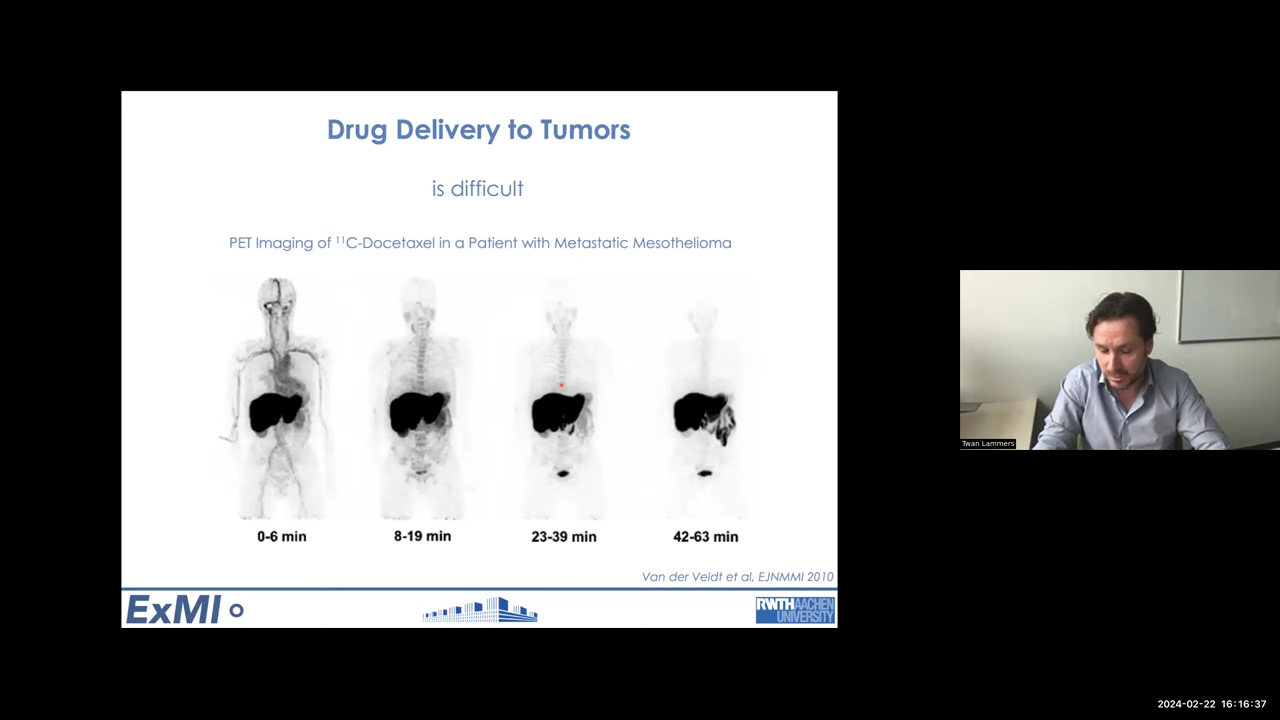 Drug Delivery to Tumors
is difficult
PET Imaging of ¹¹C-Docetaxel in a Patient with Metastatic Mesothelioma
0-6 min
8-19 min
23-39 min
42-63 min
Van der Veldt et al, EJNMMI 2010
ExMI
RWTHAACHEN
UNIVERSITY
Twan Lammers
2024-02-22 16:16:37